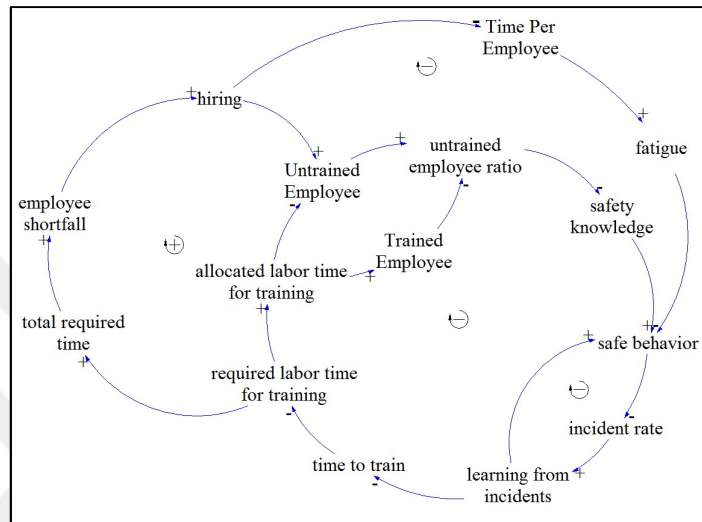 Time Per
Employee
hiring
fatigue
Untrained
Employee
untrained
employee ratio
employee
shortfall
safety
knowledge
Trained
Employee
allocated labor time
for training
total required
time
safe behavior
required labor time
for training
incident rate
time to train
learning from
incidents